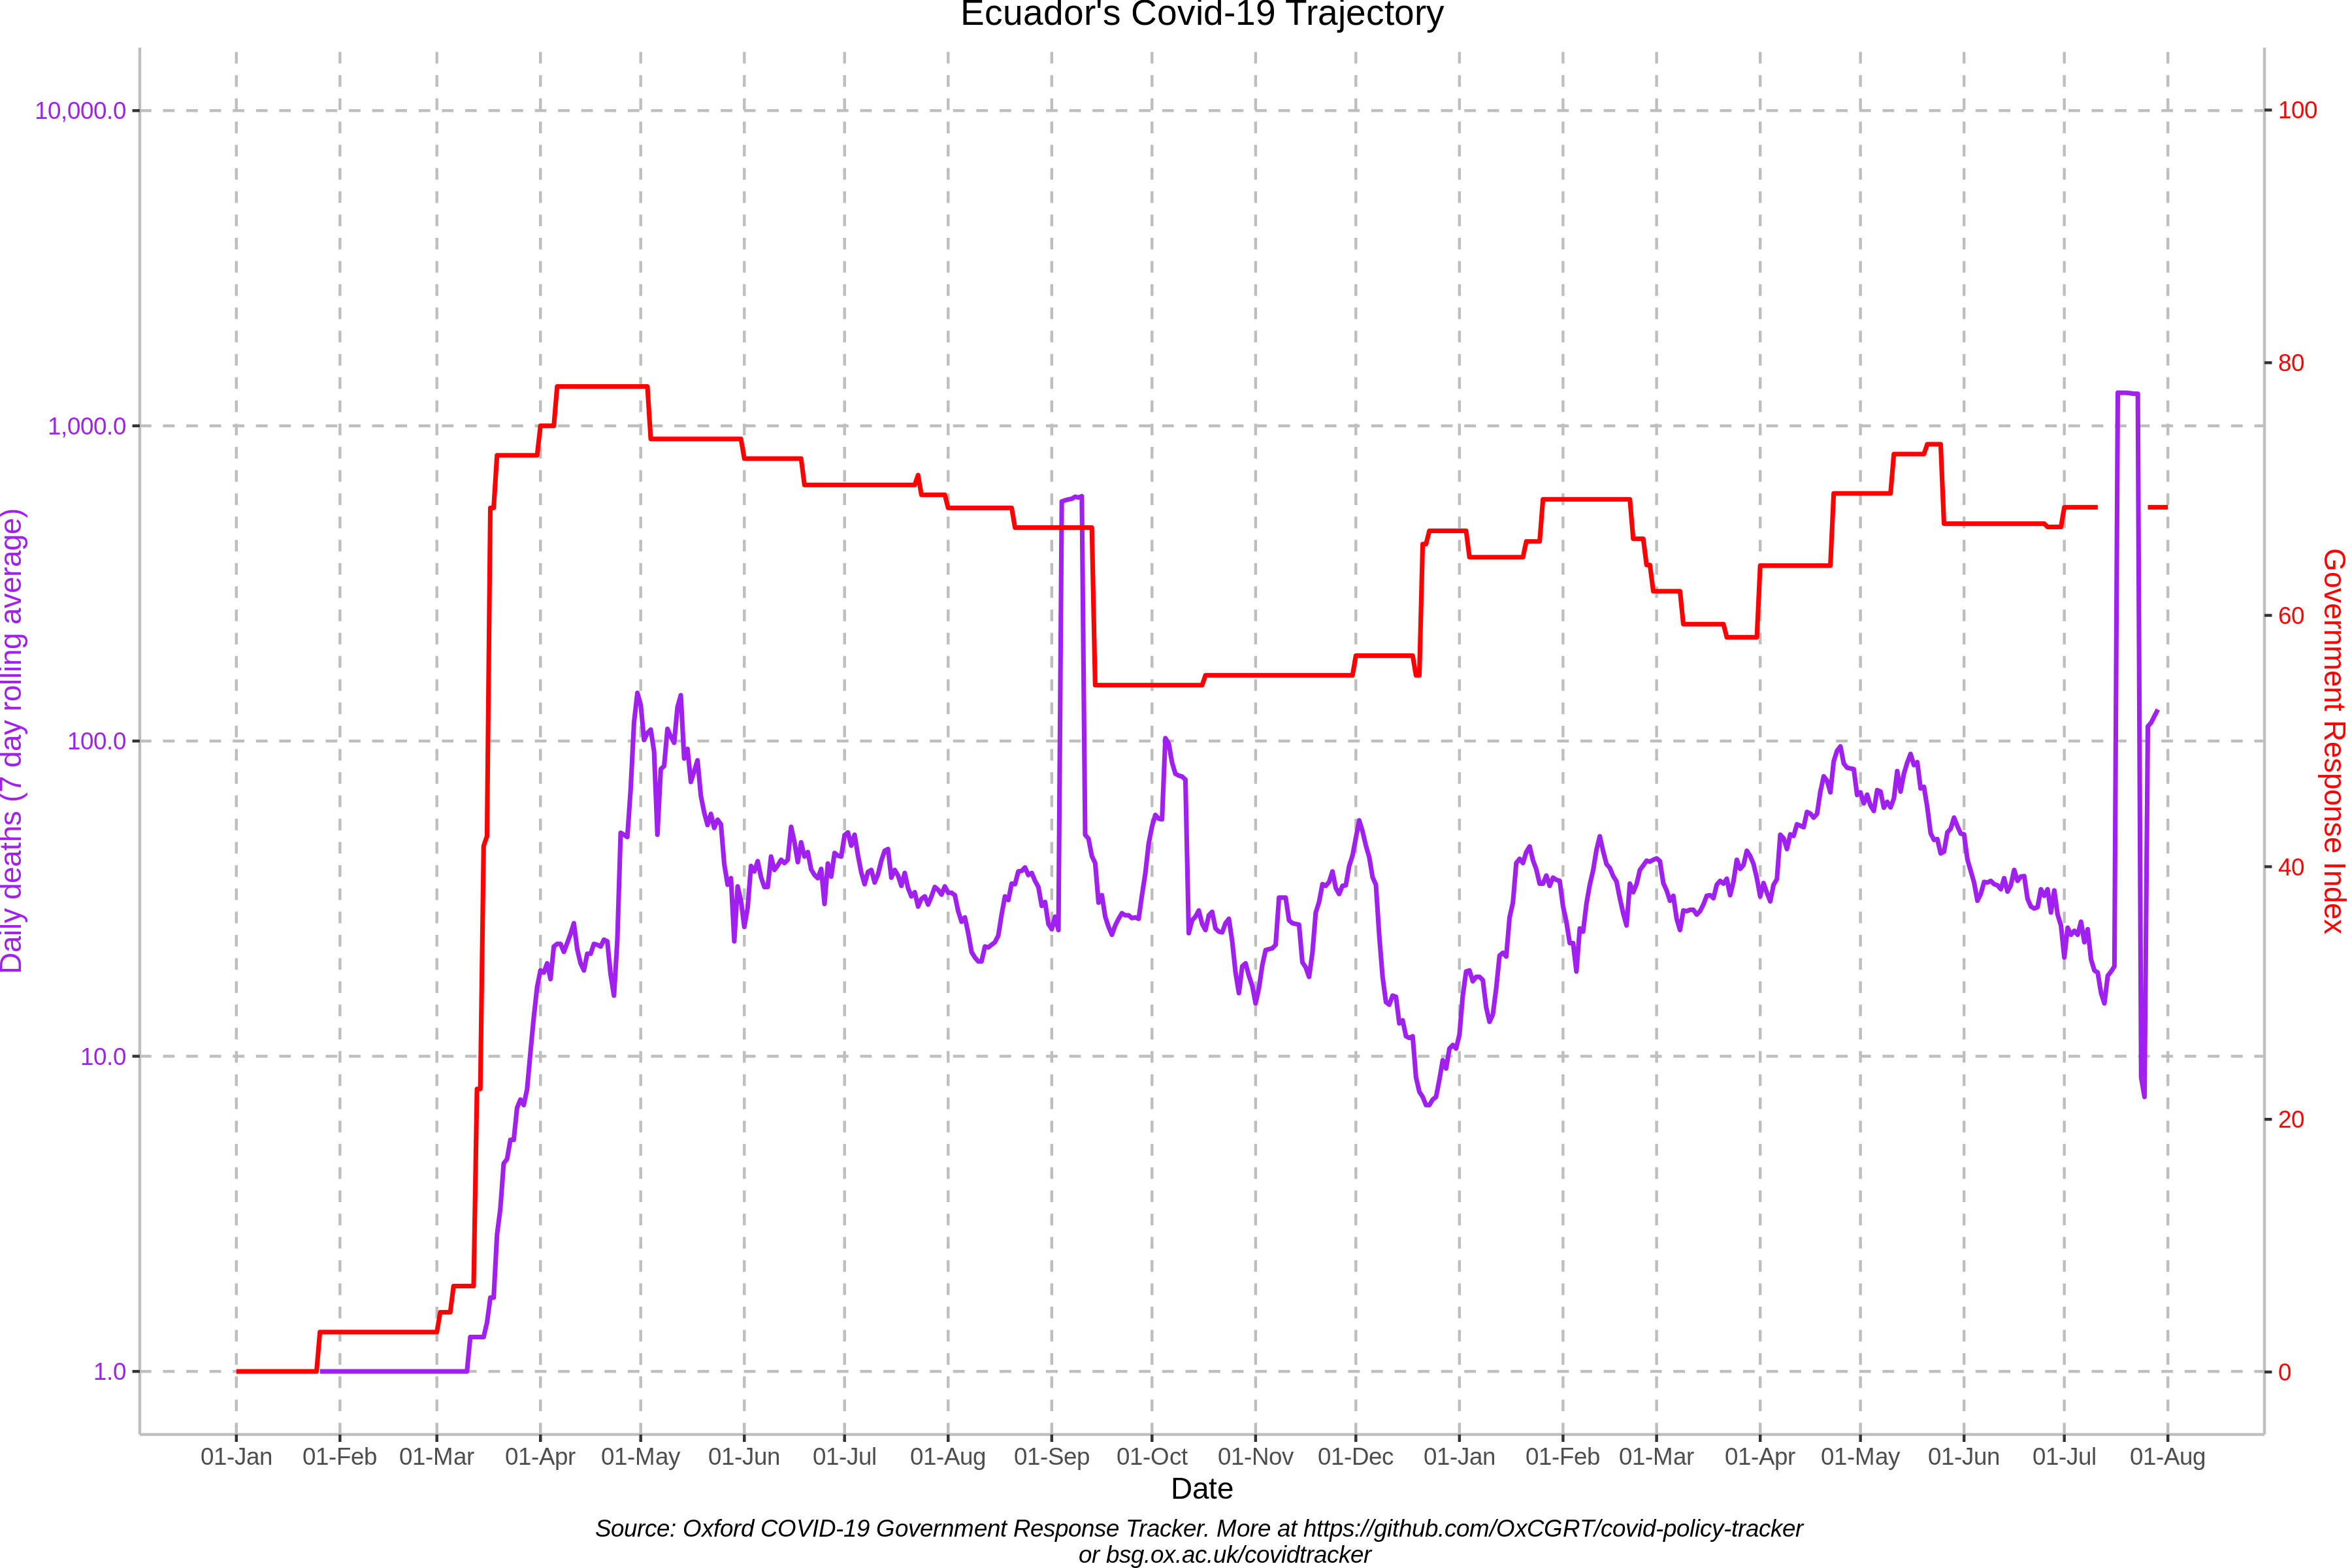 Ecuador's Covid-19 Trajectory
10,000.0
1,000.0
100.0
10.0
1.0
Daily deaths (7 day rolling average)
100
80
60
40
20
0
Government Response Index
01-Jan 01-Feb 01-Mar 01-Apr 01-May 01-Jun 01-Jul 01-Aug 01-Sep 01-Oct 01-Nov 01-Dec 01-Jan 01-Feb 01-Mar 01-Apr 01-May 01-Jun 01-Jul 01-Aug
Date
Source: Oxford COVID-19 Government Response Tracker. More at https://github.com/OxCGRT/covid-policy-tracker
or bsg.ox.ac.uk/covidtracker